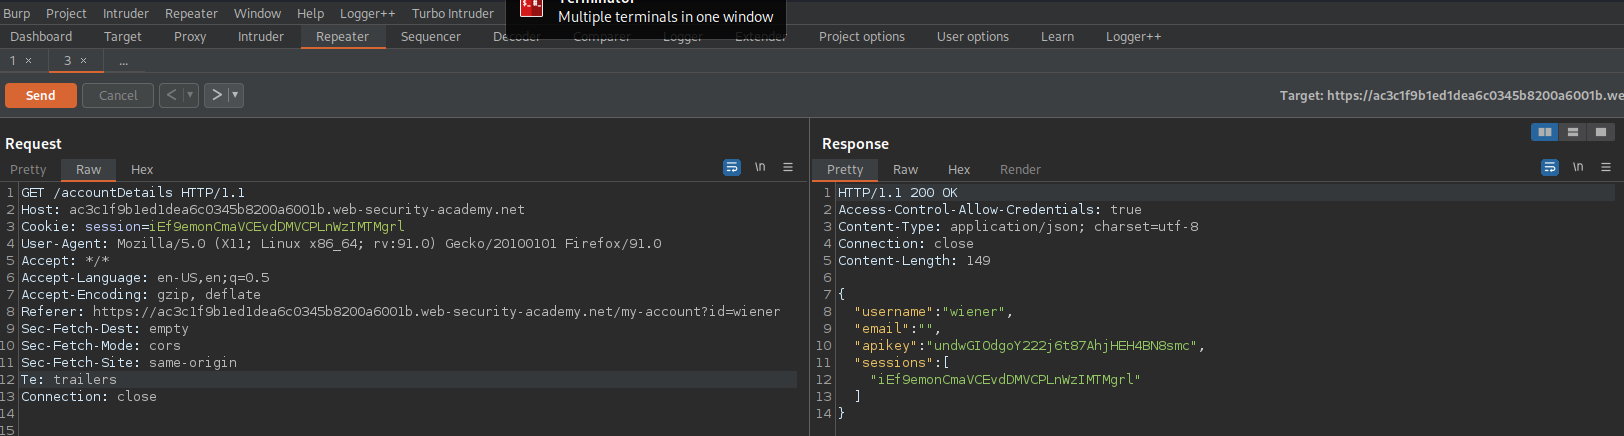 Burp Project Intruder Repeater Window Help Logger++ Turbo Intruder
Terminator
Multiple terminals in one window
Dashboard Target Proxy Intruder Repeater Sequencer Decoder Comparer Logger Extender Project options User options Learn Logger++
1 × 3 × ...
Send Cancel < > Target: https://ac3c1f9b1ed1dea6c0345b8200a6001b.we
Request
Pretty Raw Hex \n
1 GET /accountDetails HTTP/1.1
2 Host: ac3c1f9b1ed1dea6c0345b8200a6001b.web-security-academy.net
3 Cookie: session=iEf9emonCmaVCEvdDMVCPLnWzIMTMgrl
4 User-Agent: Mozilla/5.0 (X11; Linux x86_64; rv:91.0) Gecko/20100101 Firefox/91.0
5 Accept: */*
6 Accept-Language: en-US,en;q=0.5
7 Accept-Encoding: gzip, deflate
8 Referer: https://ac3c1f9b1ed1dea6c0345b8200a6001b.web-security-academy.net/my-account?id=wiener
9 Sec-Fetch-Dest: empty
10 Sec-Fetch-Mode: cors
11 Sec-Fetch-Site: same-origin
12 Te: trailers
13 Connection: close
14
15
Response
Pretty Raw Hex Render \n
1 HTTP/1.1 200 OK
2 Access-Control-Allow-Credentials: true
3 Content-Type: application/json; charset=utf-8
4 Connection: close
5 Content-Length: 149
6
7 {
8 "username":"wiener",
9 "email":"",
10 "apikey":"undwGIOdgoY222j6t87AhjHEH4BN8smc",
11 "sessions":[
12 "iEf9emonCmaVCEvdDMVCPLnWzIMTMgrl"
13 ]
14 }